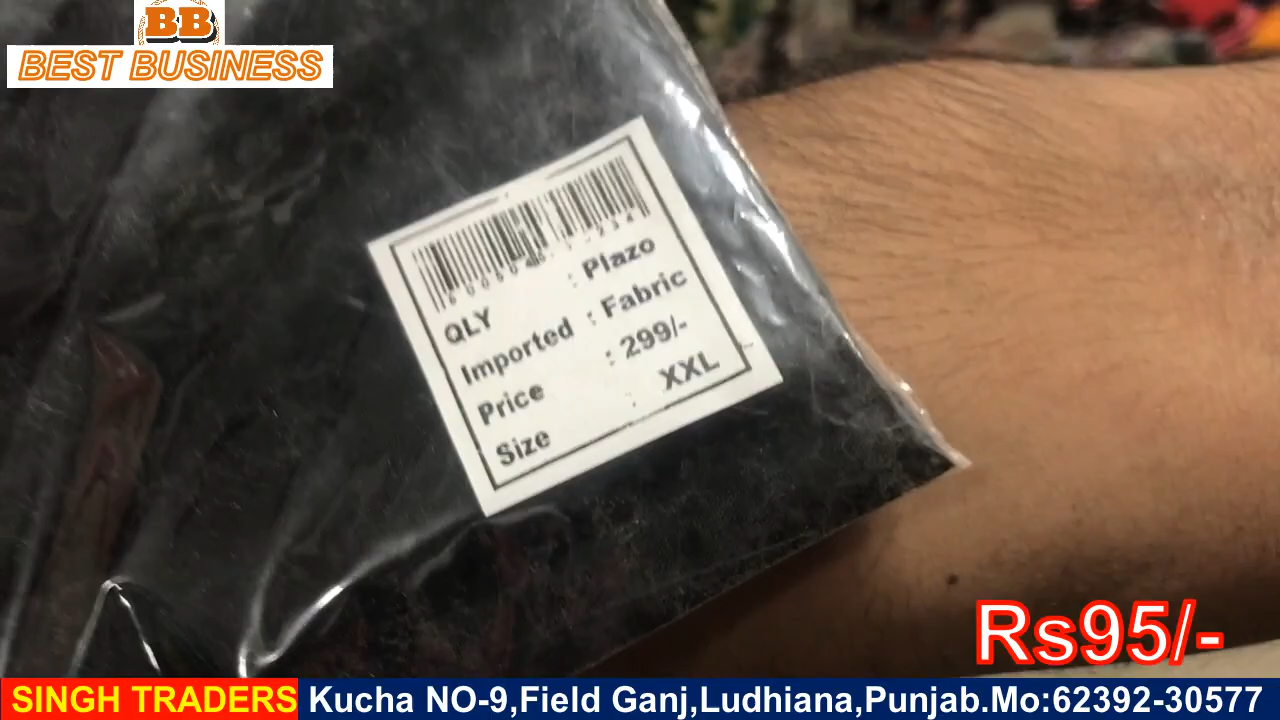 BB
BEST BUSINESS
QLY : Plazo
Imported : Fabric
Price : 299/-
Size : XXL
Rs95/-
SINGH TRADERS Kucha NO-9,Field Ganj,Ludhiana,Punjab.Mo:62392-30577